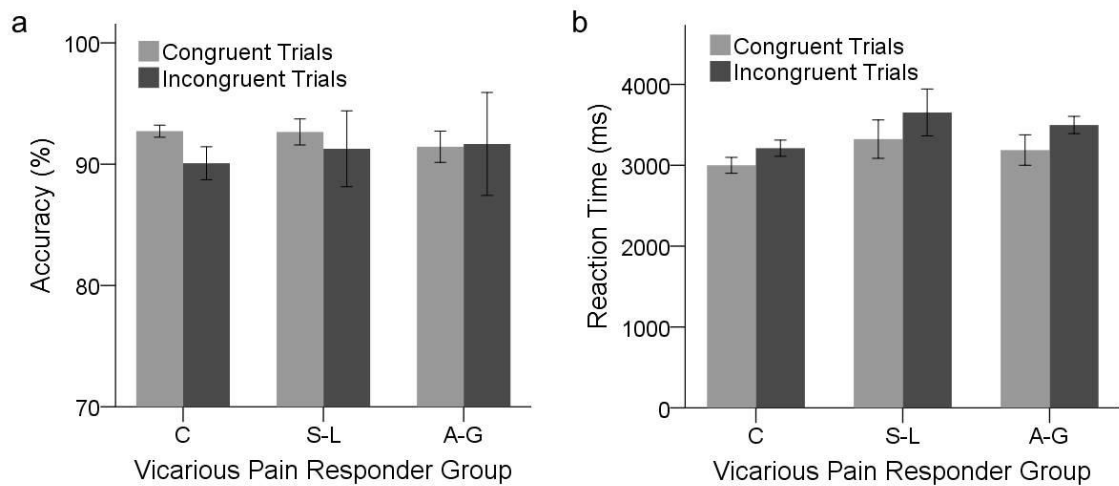 a
100
90
80
70
Accuracy (%)
Congruent Trials
Incongruent Trials
C
S-L
A-G
Vicarious Pain Responder Group
b
4000
3000
2000
1000
0
Reaction Time (ms)
Congruent Trials
Incongruent Trials
C
S-L
A-G
Vicarious Pain Responder Group